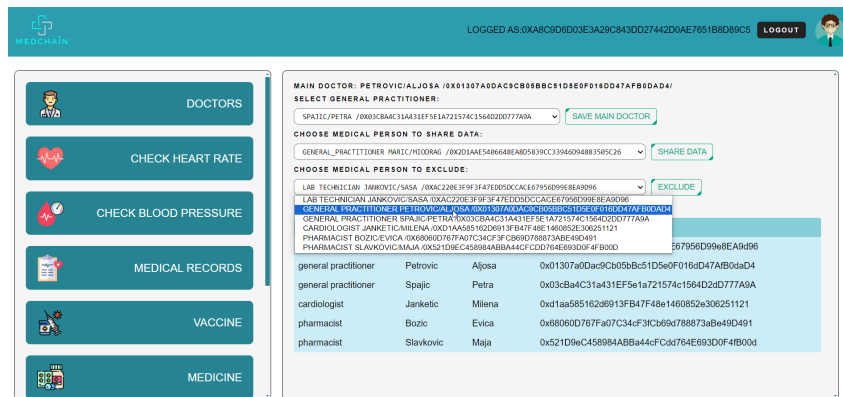 LOGGED AS:0XA8C9D6D03E3A29C843DD27442D0AE7651B8D89C5
LOGOUT
MEDCHAIN
DOCTORS
CHECK HEART RATE
CHECK BLOOD PRESSURE
MEDICAL RECORDS
VACCINE
MEDICINE
MAIN DOCTOR: PETROVIC/ALJOSA /0X01307A0DAC9CB05BBC51D5E0F016DD47AFB0DAD4/
SELECT GENERAL PRACTITIONER:
SPAJIC/PETRA /0X03CBA4C31A431EF5E1A721574C1564D2DD777A9A
SAVE MAIN DOCTOR
CHOOSE MEDICAL PERSON TO SHARE DATA:
GENERAL_PRACTITIONER MARIC/MIODRAG /0X2D1AAE5406648EA8D5839CC33946D94883505C26
SHARE DATA
CHOOSE MEDICAL PERSON TO EXCLUDE:
LAB TECHNICIAN JANKOVIC/SASA /0XAC220E3F9F3F47EDD5DCCACE67956D99E8EA9D96
EXCLUDE
LAB TECHNICIAN JANKOVIC/SASA /0XAC220E3F9F3F47EDD5DCCACE67956D99E8EA9D96
GENERAL PRACTITIONER PETROVIC/ALJOSA /0X01307A0DAC9CB05BBC51D5E0F016DD47AFB0DAD4
GENERAL PRACTITIONER SPAJIC/PETRA /0X03CBA4C31A431EF5E1A721574C1564D2DD777A9A
CARDIOLOGIST JANKETIC/MILENA /0XD1AA585162D6913FB47F48E1460852E306251121
PHARMACIST BOZIC/EVICA /0X68060D767FA07C34CF3FCB69D788873ABE49D491
PHARMACIST SLAVKOVIC/MAJA /0X521D9EC458984ABBA44CFCDD764E693D0F4FB00D
E67956D99e8EA9d96
general practitioner Petrovic Aljosa 0x01307a0Dac9Cb05bBc51D5e0F016dD47AfB0daD4
general practitioner Spajic Petra 0x03cBa4C31a431EF5e1a721574c1564D2dD777A9A
cardiologist Janketic Milena 0xd1aa585162d6913FB47F48e1460852e306251121
pharmacist Bozic Evica 0x68060D767Fa07C34cF3fCb69d788873aBe49D491
pharmacist Slavkovic Maja 0x521D9eC458984ABBa44cFCdd764E693D0F4fB00d